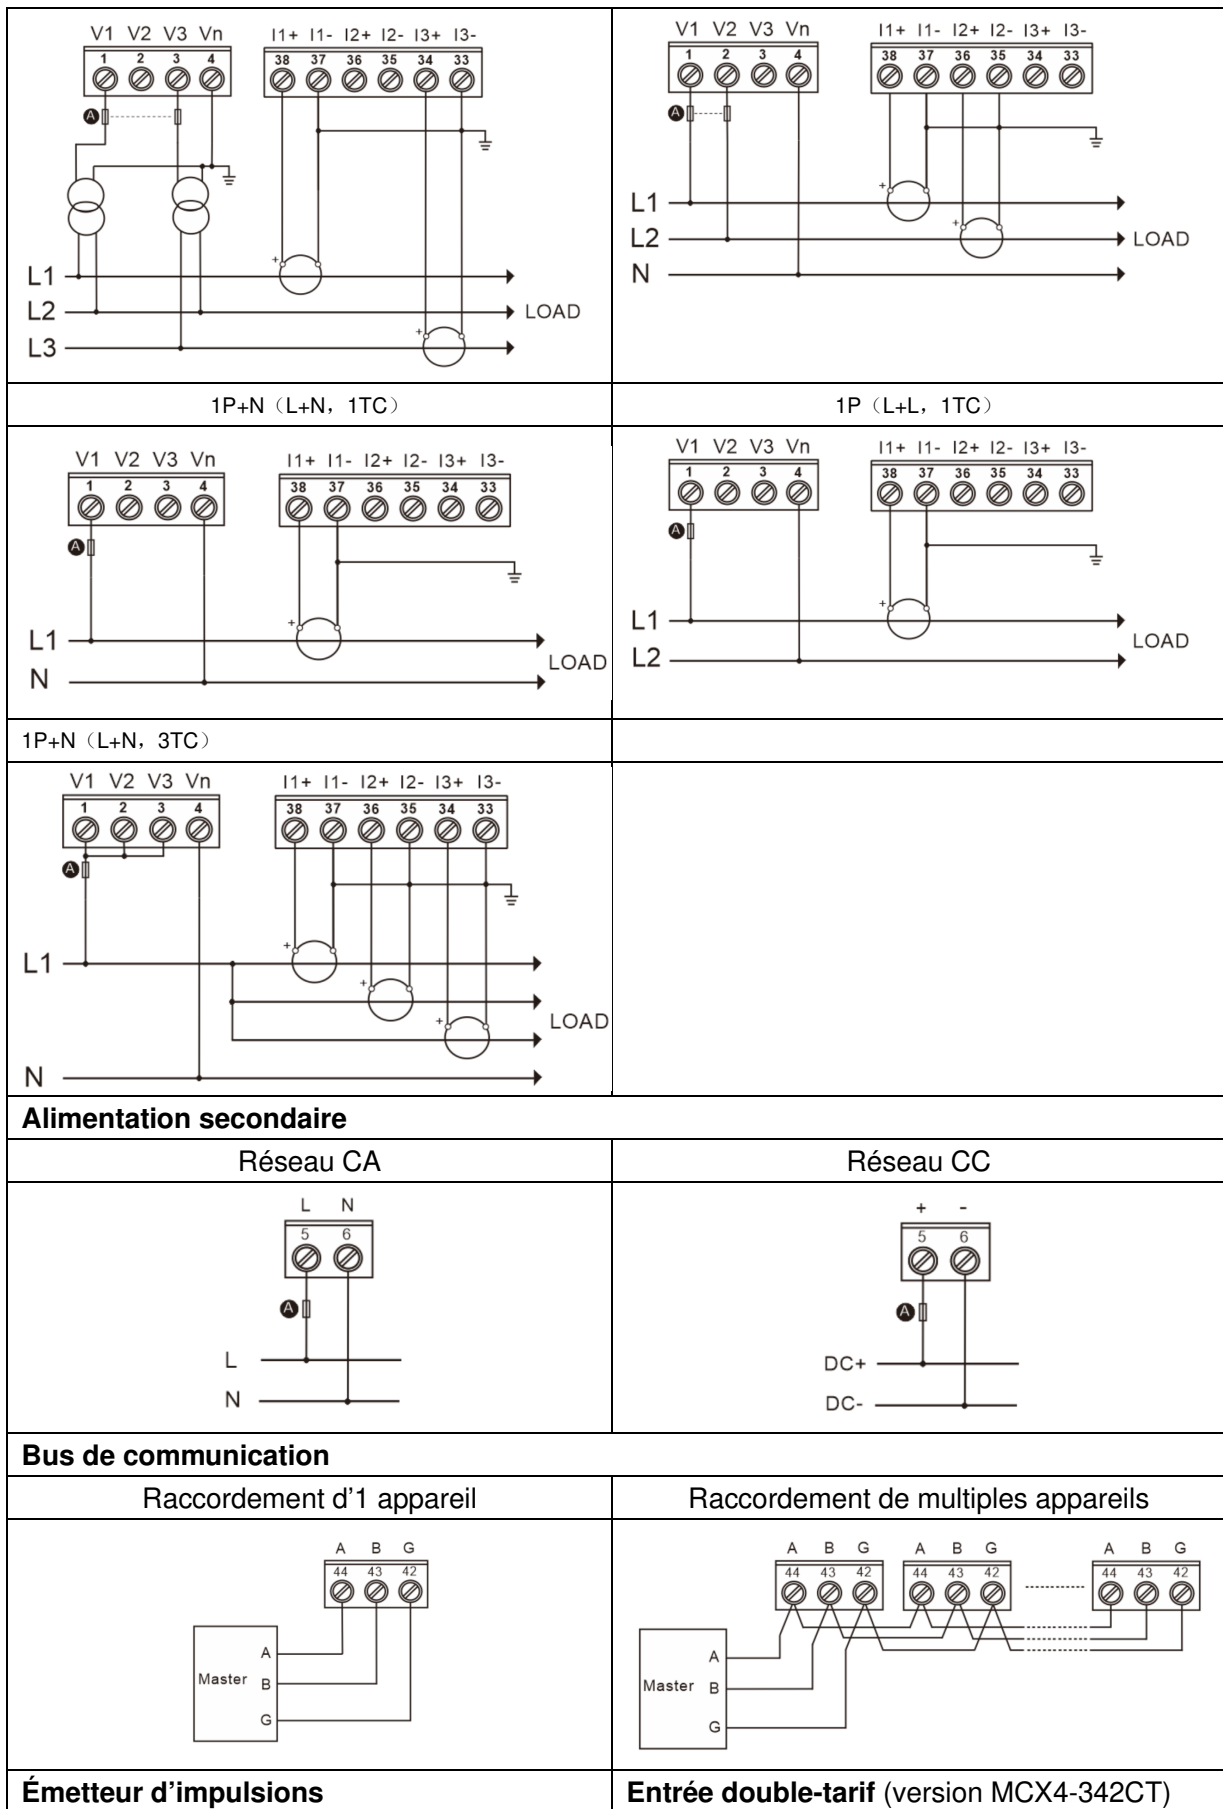 V1 V2 V3 Vn I1+ I1- I2+ I2- I3+ I3-
1 2 3 4 38 37 36 35 34 33
A
+
L1
L2 LOAD
+
L3
V1 V2 V3 Vn I1+ I1- I2+ I2- I3+ I3-
1 2 3 4 38 37 36 35 34 33
A
+
L1
+
L2 LOAD
N
1P+N（L+N，1TC）
1P（L+L，1TC）
V1 V2 V3 Vn I1+ I1- I2+ I2- I3+ I3-
1 2 3 4 38 37 36 35 34 33
A
+
L1
LOAD
N
V1 V2 V3 Vn I1+ I1- I2+ I2- I3+ I3-
1 2 3 4 38 37 36 35 34 33
A
+
L1
LOAD
L2
1P+N（L+N，3TC）
V1 V2 V3 Vn I1+ I1- I2+ I2- I3+ I3-
1 2 3 4 38 37 36 35 34 33
A
+
L1
+
+
LOAD
N
Alimentation secondaire
Réseau CA
Réseau CC
L N
5 6
A
L
N
+ -
5 6
A
DC+
DC-
Bus de communication
Raccordement d'1 appareil
Raccordement de multiples appareils
A B G
44 43 42
A
Master B
G
A B G A B G A B G
44 43 42 44 43 42 44 43 42
A
Master B
G
Émetteur d'impulsions
Entrée double-tarif (version MCX4-342CT)